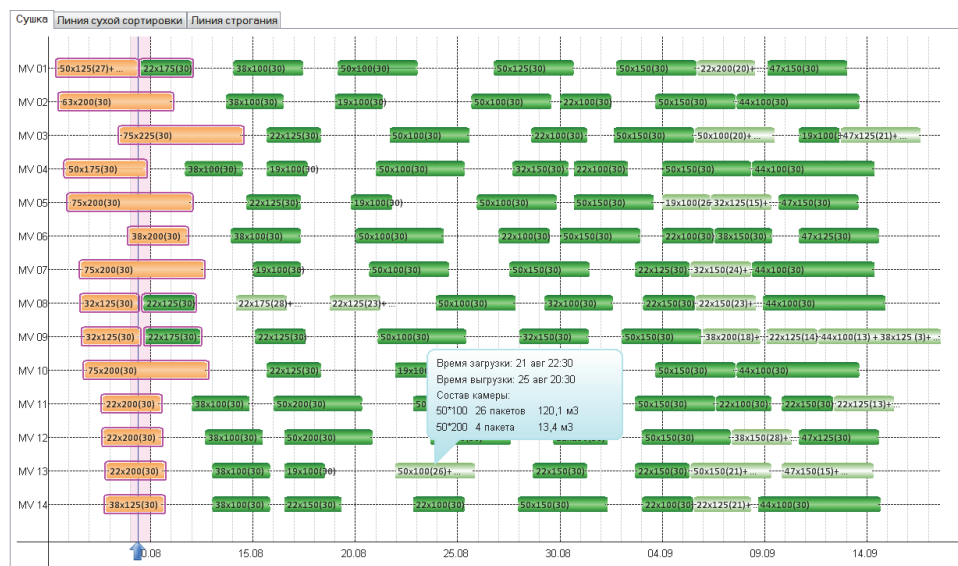 Сушка Линия сухой сортировки Линия строгания
MV 01 50x125(27)+... 22x175(30) 38x100(30) 50x100(30) 50x125(30) 50x150(30) 22x200(20)+... 47x150(30)
MV 02 63x200(30) 38x100(30) 19x100(30) 50x100(30) 22x100(30) 50x150(30) 44x100(30)
MV 03 75x225(30) 22x125(30) 50x100(30) 22x100(30) 50x150(30) 50x100(20)+... 19x100(3 47x125(21)+...
MV 04 50x175(30) 38x100(30) 19x100(30) 50x100(30) 32x150(30) 22x100(30) 50x150(30) 44x100(30)
MV 05 75x200(30) 22x125(30) 19x100(30) 50x100(30) 50x150(30) 19x100(26 32x125(15)+... 47x150(30)
MV 06 38x200(30) 38x100(30) 50x100(30) 22x100(30) 50x150(30) 22x100(30) 38x150(30) 47x125(30)
MV 07 75x200(30) 19x100(30) 50x100(30) 50x150(30) 22x125(30) 32x150(24)+... 44x100(30)
MV 08 32x125(30) 22x125(30) 22x175(28)+... 22x125(23)+... 50x100(30) 32x100(30) 22x150(30) 22x150(23)+... 44x100(30)
MV 09 32x125(30) 22x175(30) 22x125(30) 50x100(30) 32x150(30) 50x150(30) 38x200(18)+... 22x125(14) 44x100(13) + 38x125 (3)+...
MV 10 75x200(30) 22x125(30) 19x10 50x150(30) 44x100(30)
MV 11 22x200(30) 38x100(30) 50x200(30) 50 50x150(30) 22x100(30) 22x150(30) 22x125(13)+...
MV 12 22x200(30) 38x100(30) 50x200(30) 50x150(30) 38x150(28)+... 47x125(30)
MV 13 22x200(30) 38x100(30) 19x100(30) 50x100(26)+... 22x150(30) 22x150(30) 50x150(21)+... 47x150(15)+...
MV 14 38x125(30) 38x100(30) 22x150(30) 22x100(30) 50x150(30) 22x100(30) 22x125(21)+... 44x100(30)
Время загрузки: 21 авг 22:30
Время выгрузки: 25 авг 20:30
Состав камеры:
50*100 26 пакетов 120,1 м3
50*200 4 пакета 13,4 м3
0.08 15.08 20.08 25.08 30.08 04.09 09.09 14.09